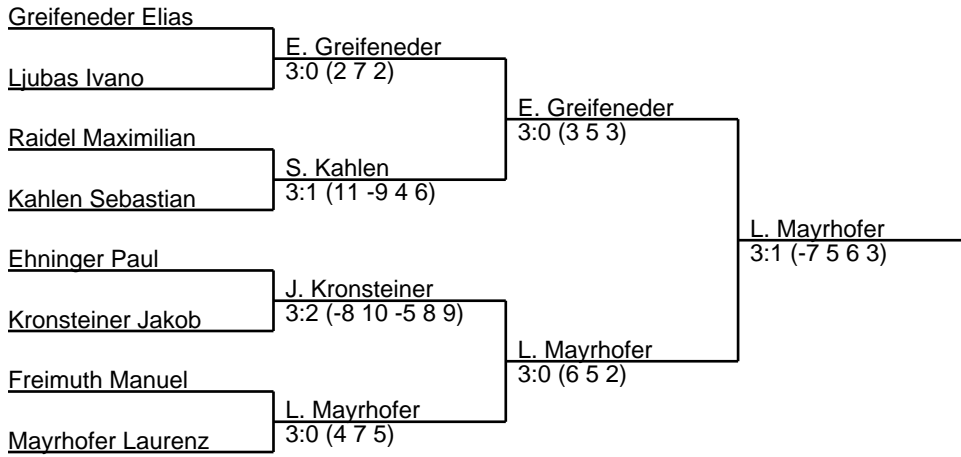 Greifeneder Elias
E. Greifeneder
3:0 (2 7 2)
Ljubas Ivano
E. Greifeneder
3:0 (3 5 3)
Raidel Maximilian
S. Kahlen
3:1 (11 -9 4 6)
Kahlen Sebastian
L. Mayrhofer
3:1 (-7 5 6 3)
Ehninger Paul
J. Kronsteiner
3:2 (-8 10 -5 8 9)
Kronsteiner Jakob
L. Mayrhofer
3:0 (6 5 2)
Freimuth Manuel
L. Mayrhofer
3:0 (4 7 5)
Mayrhofer Laurenz